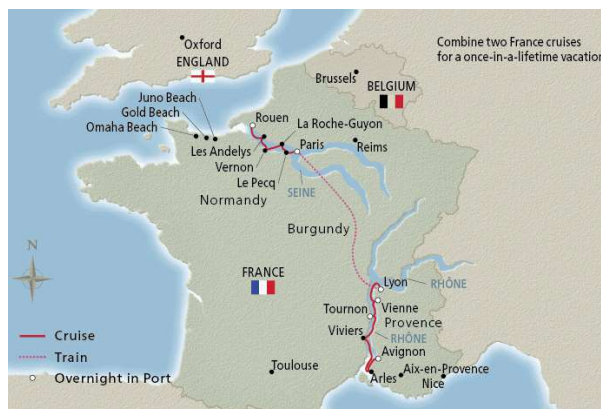 Oxford
ENGLAND
Combine two France cruises
for a once-in-a-lifetime vacation
Brussels
BELGIUM
Juno Beach
Gold Beach
Omaha Beach
Rouen
La Roche-Guyon
Les Andelys
Paris
Reims
Vernon
Le Pecq
SEINE
Normandy
Burgundy
N
FRANCE
Lyon
RHÔNE
Vienne
Tournon
Provence
Viviers
RHÔNE
Avignon
Cruise
Train
Overnight in Port
Toulouse
Arles
Aix-en-Provence
Nice